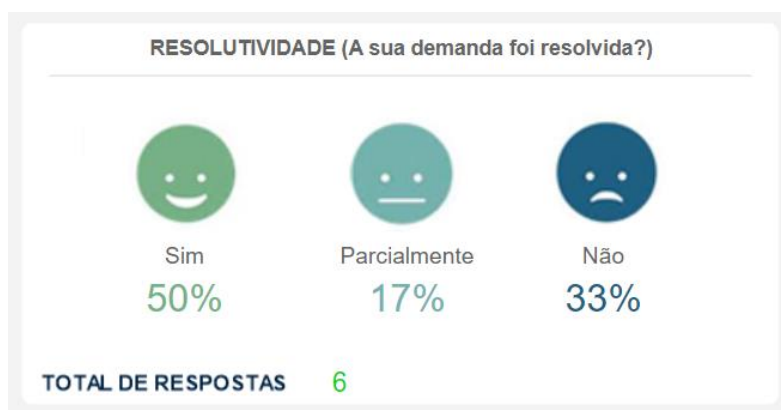 RESOLUTIVIDADE (A sua demanda foi resolvida?)
Sim Parcialmente Não
50% 17% 33%
TOTAL DE RESPOSTAS 6